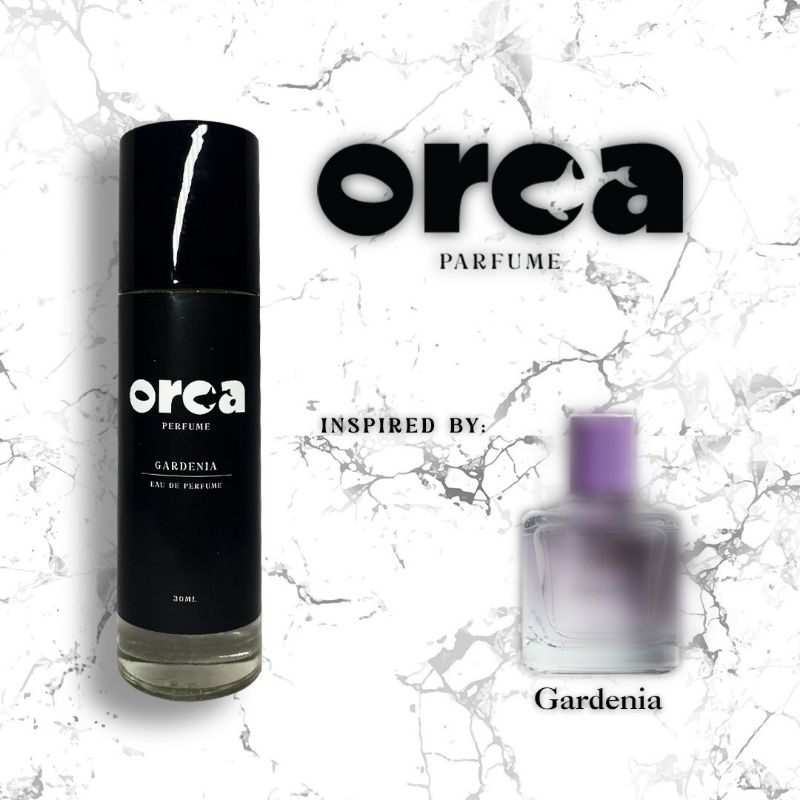 orca
PARFUME
orca
PERFUME
GARDENIA
EAU DE PERFUME
30ML
INSPIRED BY:
Gardenia